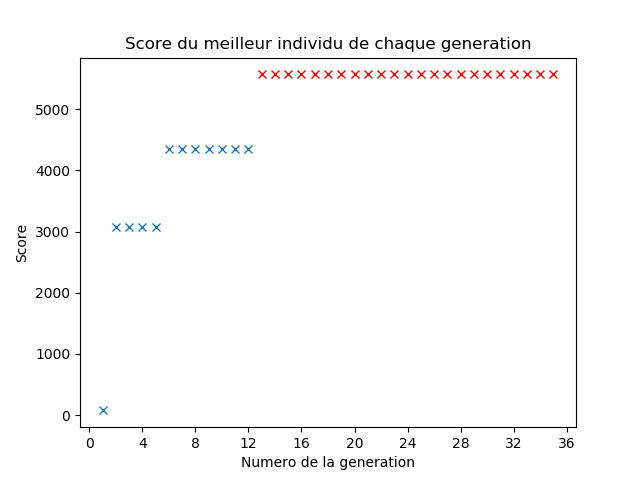 Score du meilleur individu de chaque generation
Score
5000
4000
3000
2000
1000
0
0 4 8 12 16 20 24 28 32 36
Numero de la generation